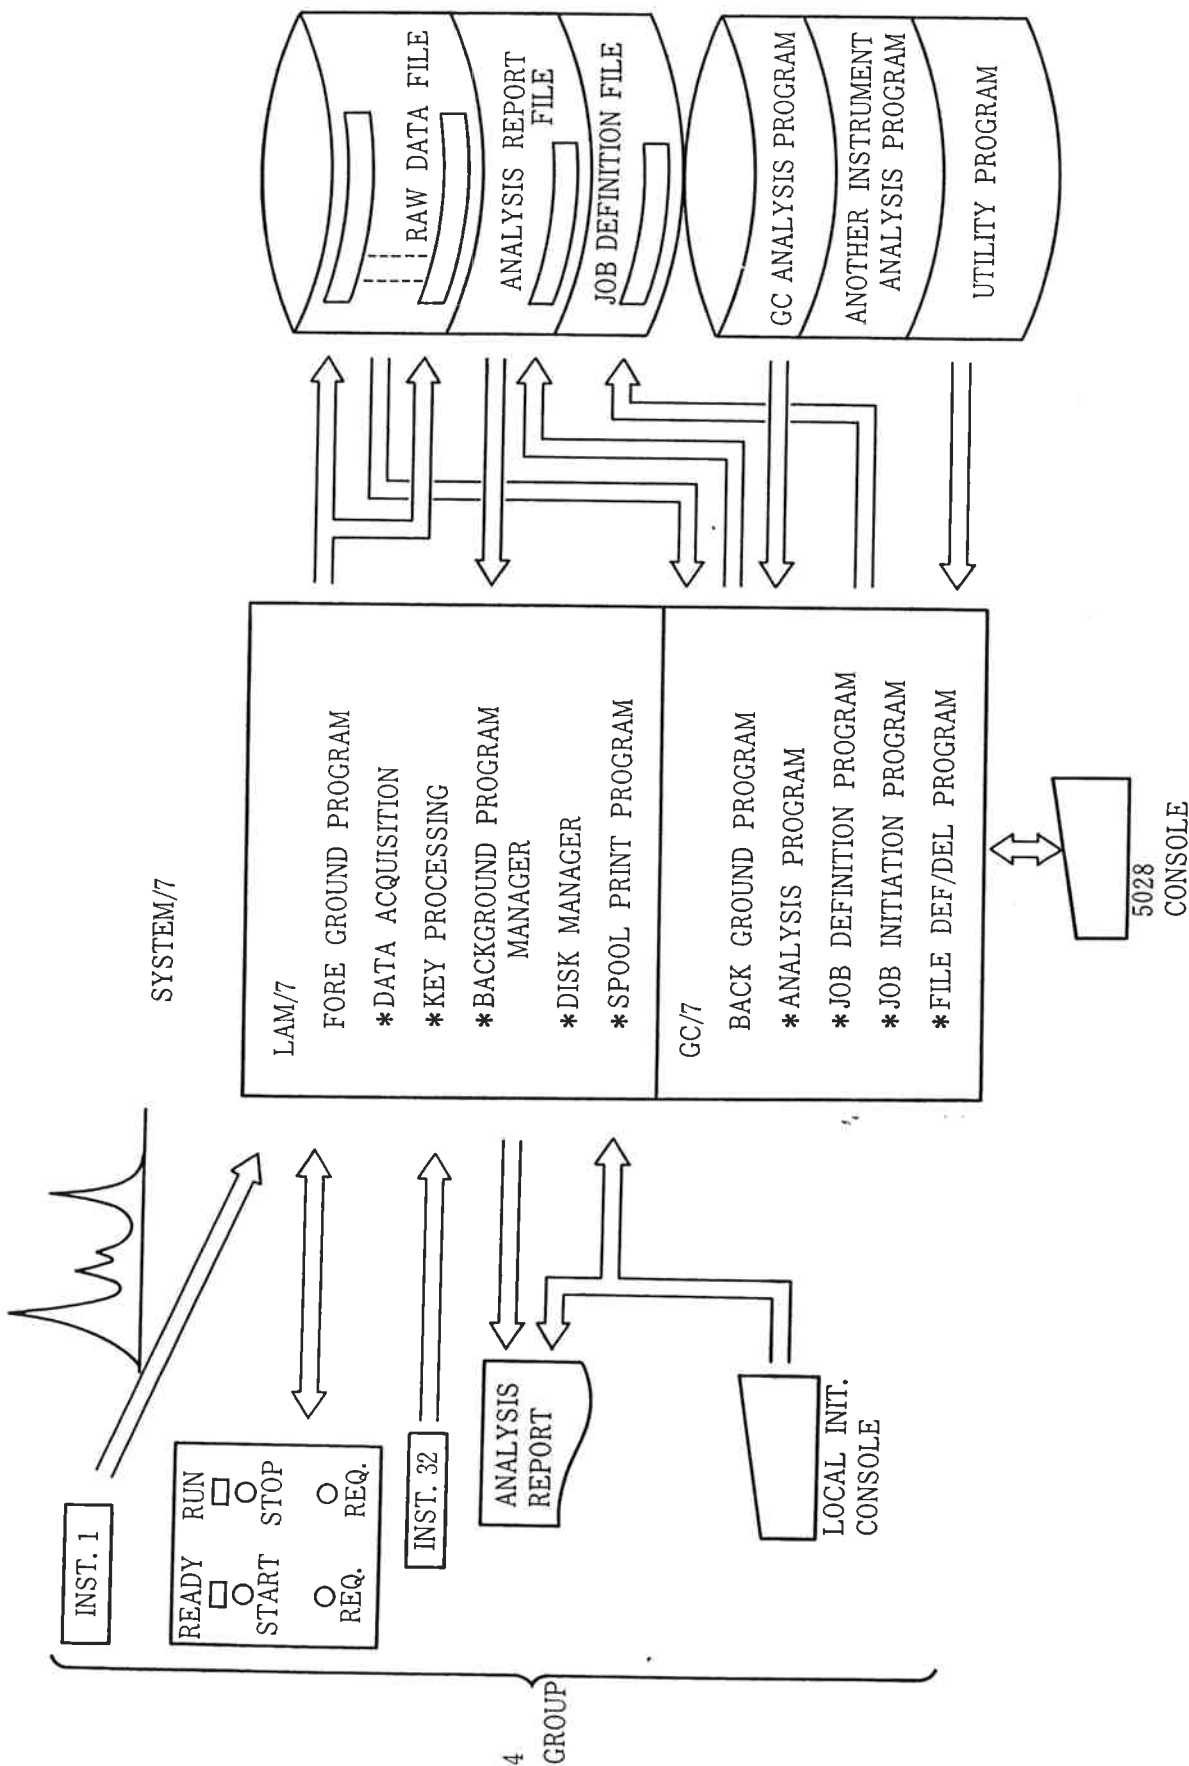 SYSTEM/7
INST. 1
READY RUN
START STOP
REQ. REQ.
INST. 32
ANALYSIS
REPORT
LOCAL INIT.
CONSOLE
4
GROUP
LAM/7
FORE GROUND PROGRAM
*DATA ACQUISITION
*KEY PROCESSING
*BACKGROUND PROGRAM
MANAGER
*DISK MANAGER
*SPOOL PRINT PROGRAM
GC/7
BACK GROUND PROGRAM
*ANALYSIS PROGRAM
*JOB DEFINITION PROGRAM
*JOB INITIATION PROGRAM
*FILE DEF/DEL PROGRAM
5028
CONSOLE
RAW DATA FILE
ANALYSIS REPORT
FILE
JOB DEFINITION FILE
GC ANALYSIS PROGRAM
ANOTHER INSTRUMENT
ANALYSIS PROGRAM
UTILITY PROGRAM